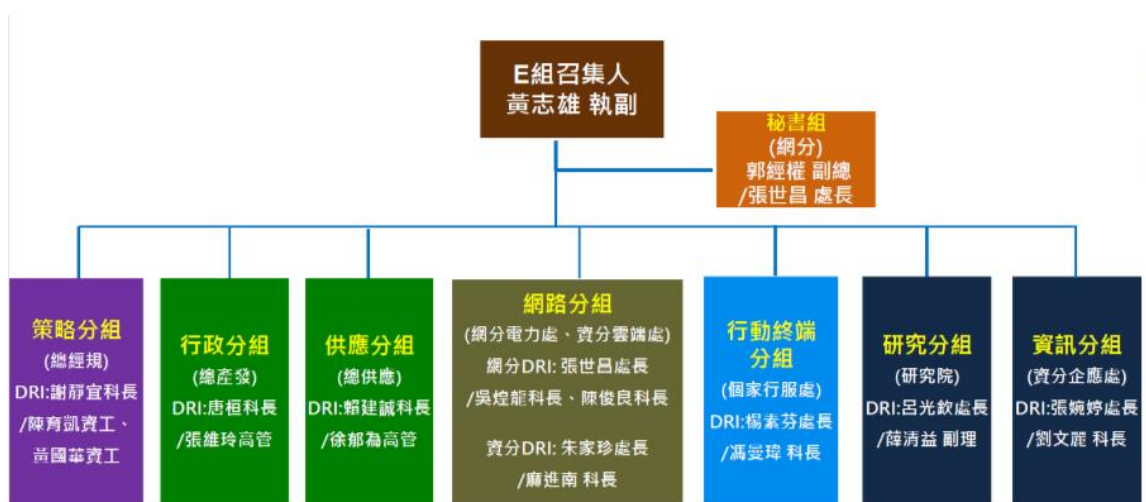 E組召集人
黃志雄 執副
秘書組
(網分)
郭經權 副總
/張世昌 處長
策略分組
(總經規)
DRI:謝靜宜科長
/陳育凱資工、
黃國華資工
行政分組
(總產發)
DRI:唐桓科長
/張維玲高管
供應分組
(總供應)
DRI:賴建誠科長
/徐郁為高管
網路分組
(網分電力處、資分雲端處)
網分DRI: 張世昌處長
/吳煌龍科長、陳俊良科長
資分DRI: 朱家珍處長
/麻進南 科長
行動終端
分組
(個家行服處)
DRI:楊素芬處長
/馮曼瑋 科長
研究分組
(研究院)
DRI:呂光欽處長
/薛清益 副理
資訊分組
(資分企應處)
DRI:張婉婷處長
/劉文麗 科長